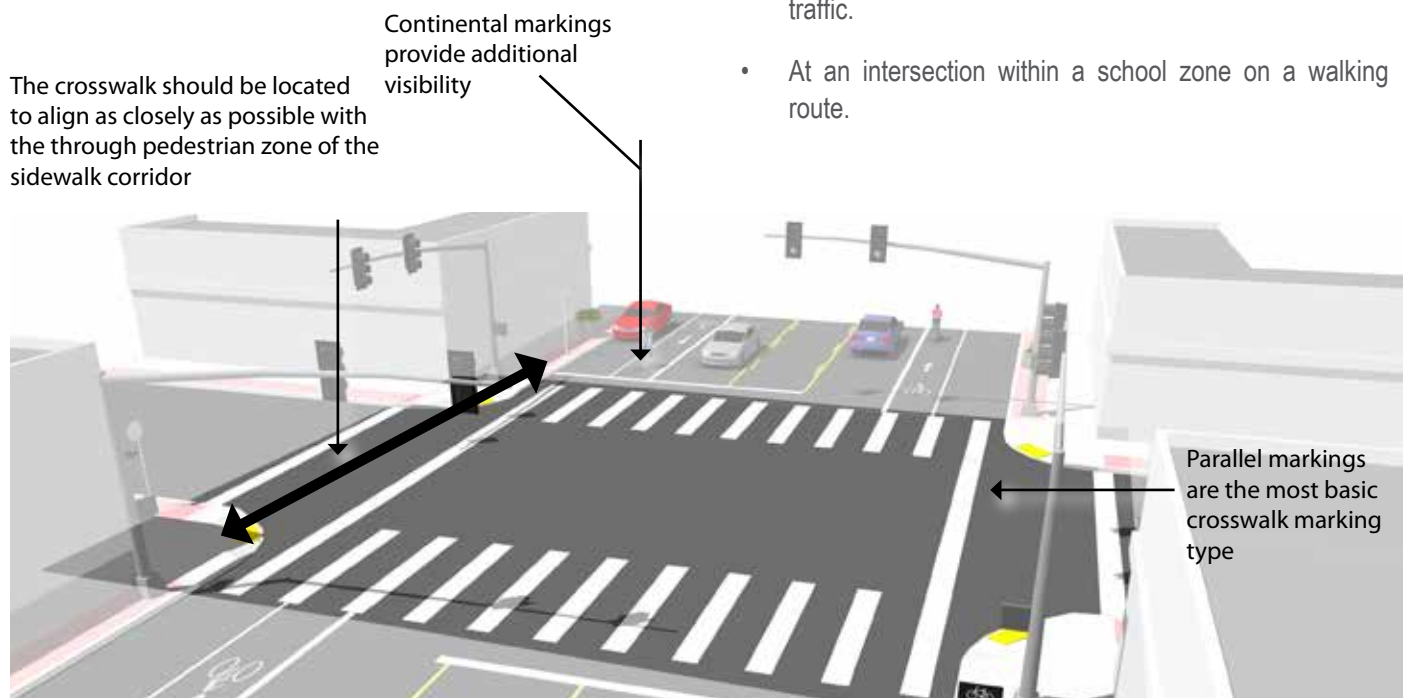 The crosswalk should be located
to align as closely as possible with
the through pedestrian zone of the
sidewalk corridor
Continental markings
provide additional
visibility
traffic.
• At an intersection within a school zone on a walking
route.
Parallel markings
are the most basic
crosswalk marking
type